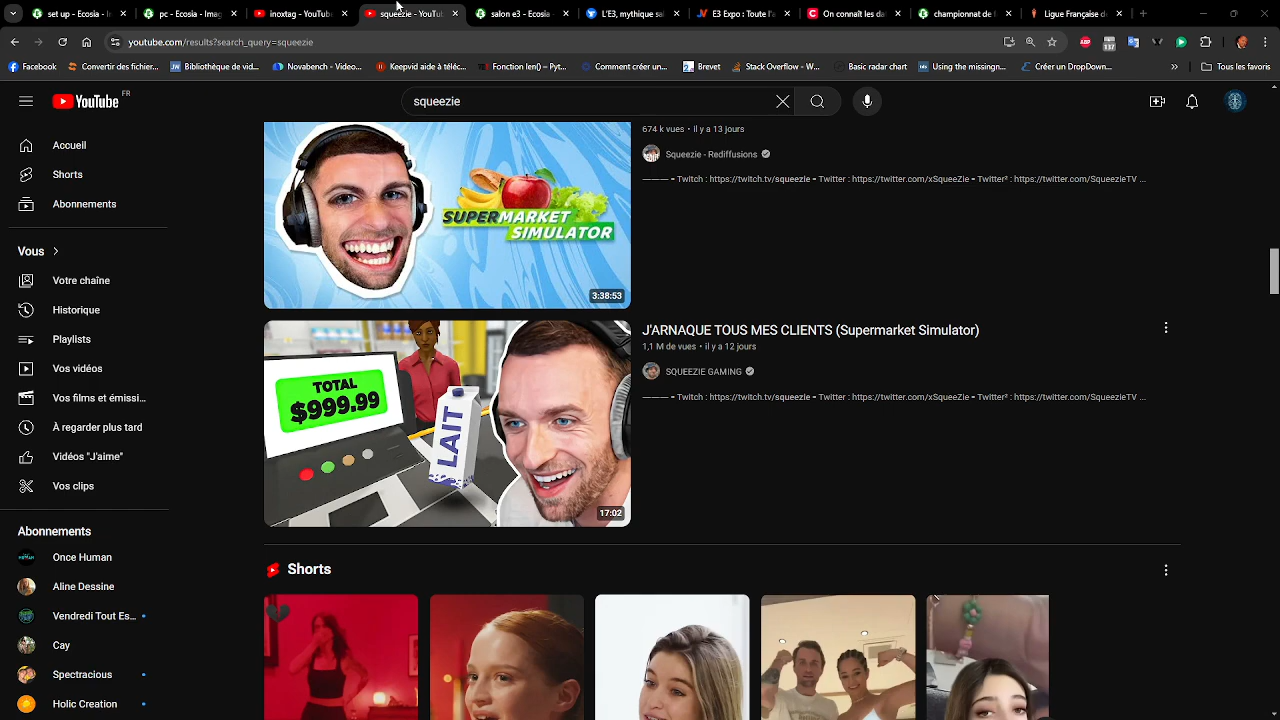 set up - Ecosia - I
pc - Ecosia - Imag
inoxtag - YouTube
squeezie - YouTub
salon e3 - Ecosia
L'E3, mythique sal
E3 Expo : Toute l'a
On connaît les dat
championnat de f
Ligue Française de
youtube.com/results?search_query=squeezie
ABP
137
Facebook
Convertir des fichier...
Bibliothèque de vid...
Novabench - Video...
Keepvid aide à téléc...
Fonction len() – Pyt...
Comment créer un...
Brevet
Stack Overflow - W...
Basic radar chart
Using the missingn...
Créer un DropDown...
»
Tous les favoris
YouTube FR
squeezie
Accueil
Shorts
Abonnements
Vous
Votre chaîne
Historique
Playlists
Vos vidéos
Vos films et émissi...
À regarder plus tard
Vidéos "J'aime"
Vos clips
Abonnements
Once Human
Aline Dessine
Vendredi Tout Es...
Cay
Spectracious
Holic Creation
SUPERMARKET
SIMULATOR
3:38:53
674 k vues • il y a 13 jours
Squeezie - Rediffusions
——— ╸Twitch : https://twitch.tv/squeezie ╸Twitter : https://twitter.com/xSqueeZie ╸Twitter² : https://twitter.com/SqueezieTV ...
TOTAL
$999.99
LAIT
17:02
J'ARNAQUE TOUS MES CLIENTS (Supermarket Simulator)
1,1 M de vues • il y a 12 jours
SQUEEZIE GAMING
——— ╸Twitch : https://twitch.tv/squeezie ╸Twitter : https://twitter.com/xSqueeZie ╸Twitter² : https://twitter.com/SqueezieTV ...
Shorts